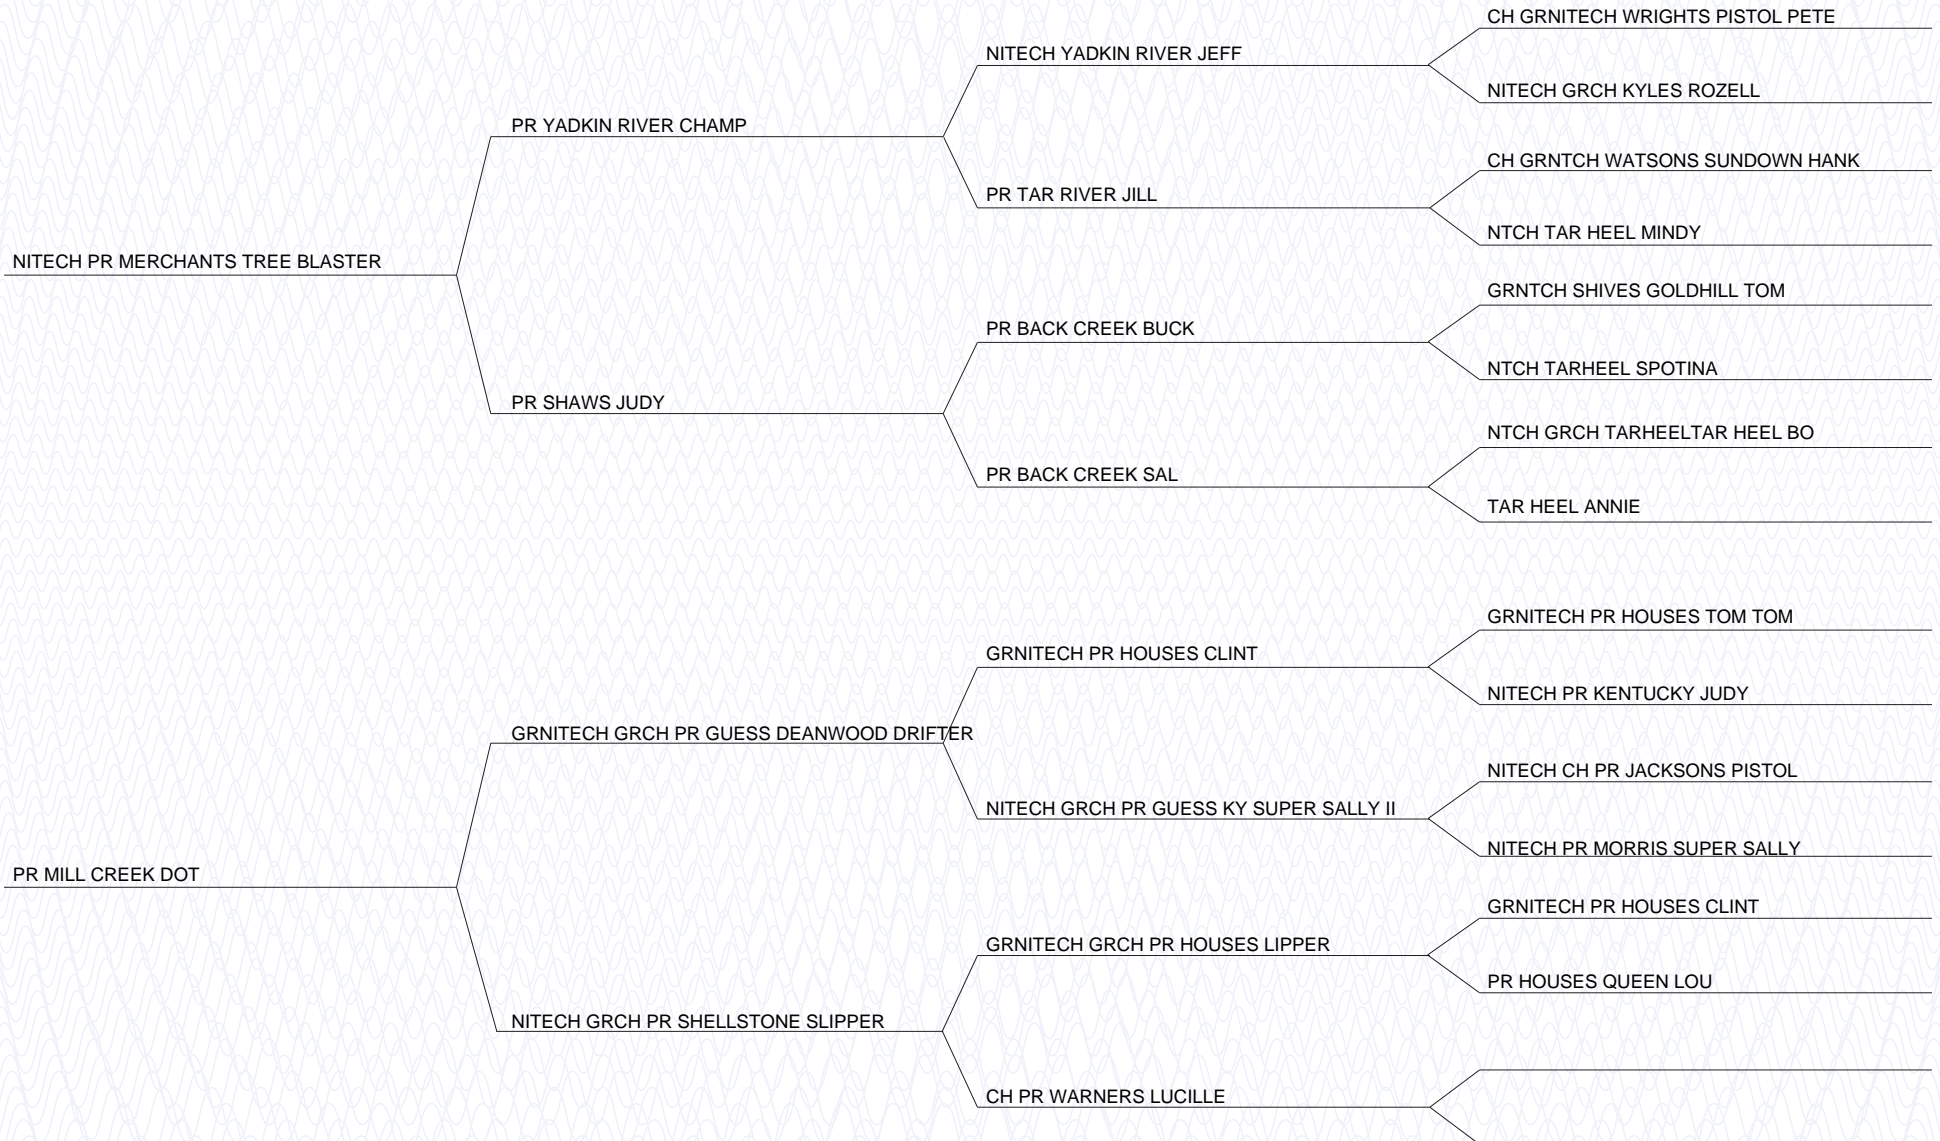 CH GRNITECH WRIGHTS PISTOL PETE
NITECH YADKIN RIVER JEFF
NITECH GRCH KYLES ROZELL
PR YADKIN RIVER CHAMP
CH GRNTCH WATSONS SUNDOWN HANK
PR TAR RIVER JILL
NTCH TAR HEEL MINDY
NITECH PR MERCHANTS TREE BLASTER
GRNTCH SHIVES GOLDHILL TOM
PR BACK CREEK BUCK
NTCH TARHEEL SPOTINA
PR SHAWS JUDY
NTCH GRCH TARHEELTAR HEEL BO
PR BACK CREEK SAL
TAR HEEL ANNIE
GRNITECH PR HOUSES TOM TOM
GRNITECH PR HOUSES CLINT
NITECH PR KENTUCKY JUDY
GRNITECH GRCH PR GUESS DEANWOOD DRIFTER
NITECH CH PR JACKSONS PISTOL
NITECH GRCH PR GUESS KY SUPER SALLY II
NITECH PR MORRIS SUPER SALLY
PR MILL CREEK DOT
GRNITECH PR HOUSES CLINT
GRNITECH GRCH PR HOUSES LIPPER
PR HOUSES QUEEN LOU
NITECH GRCH PR SHELLSTONE SLIPPER
CH PR WARNERS LUCILLE